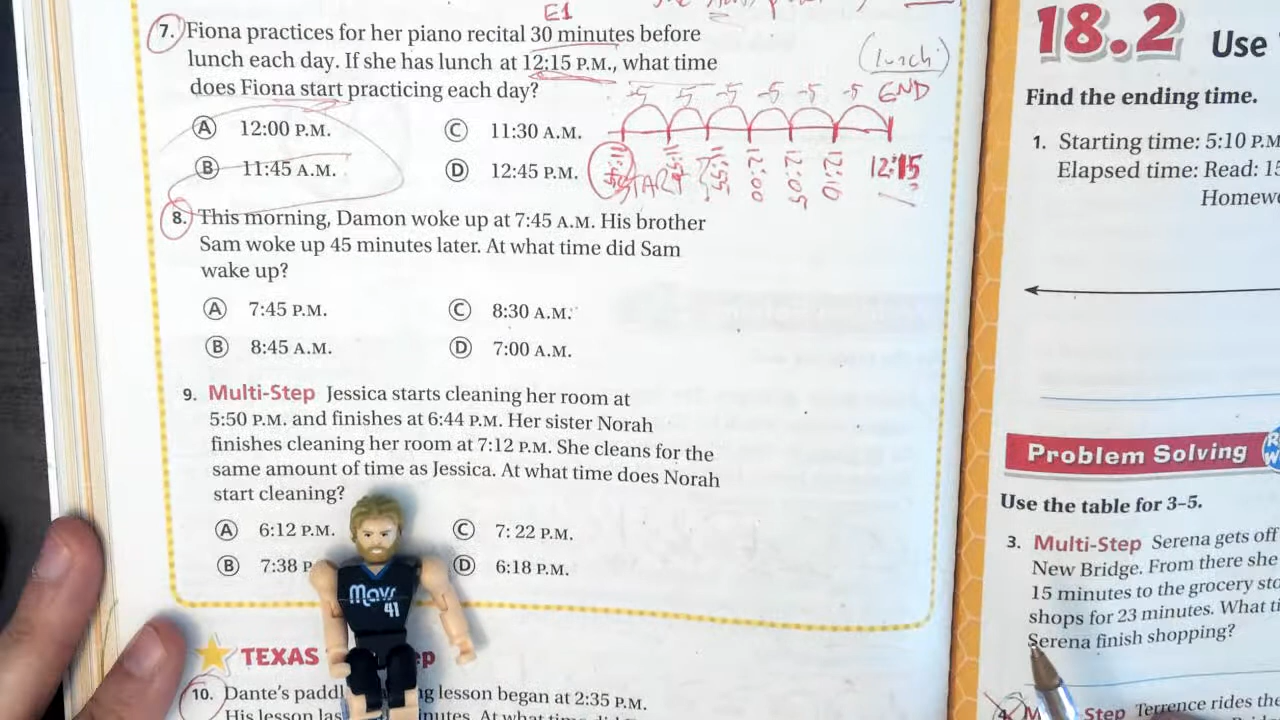 E1
7. Fiona practices for her piano recital 30 minutes before
lunch each day. If she has lunch at 12:15 P.M., what time
does Fiona start practicing each day?
A 12:00 P.M.
C 11:30 A.M.
B 11:45 A.M.
D 12:45 P.M.
(lunch)
-5 -5 -5 -5 -5 -5 END
11:55 12:00 12:05 12:10 12:15
START
8. This morning, Damon woke up at 7:45 A.M. His brother
Sam woke up 45 minutes later. At what time did Sam
wake up?
A 7:45 P.M.
C 8:30 A.M.
B 8:45 A.M.
D 7:00 A.M.
9. Multi-Step Jessica starts cleaning her room at
5:50 P.M. and finishes at 6:44 P.M. Her sister Norah
finishes cleaning her room at 7:12 P.M. She cleans for the
same amount of time as Jessica. At what time does Norah
start cleaning?
A 6:12 P.M.
C 7: 22 P.M.
B 7:38 P
D 6:18 P.M.
Mavs
41
TEXAS
10. Dante's paddl ng lesson began at 2:35 P.M.
His lesson las inutes. At what
18.2 Use
Find the ending time.
1. Starting time: 5:10 P.M
Elapsed time: Read: 15
Homew
Problem Solving
Use the table for 3–5.
3. Multi-Step Serena gets off
New Bridge. From there she
15 minutes to the grocery sto
shops for 23 minutes. What ti
Serena finish shopping?
4. M Step Terrence rides the